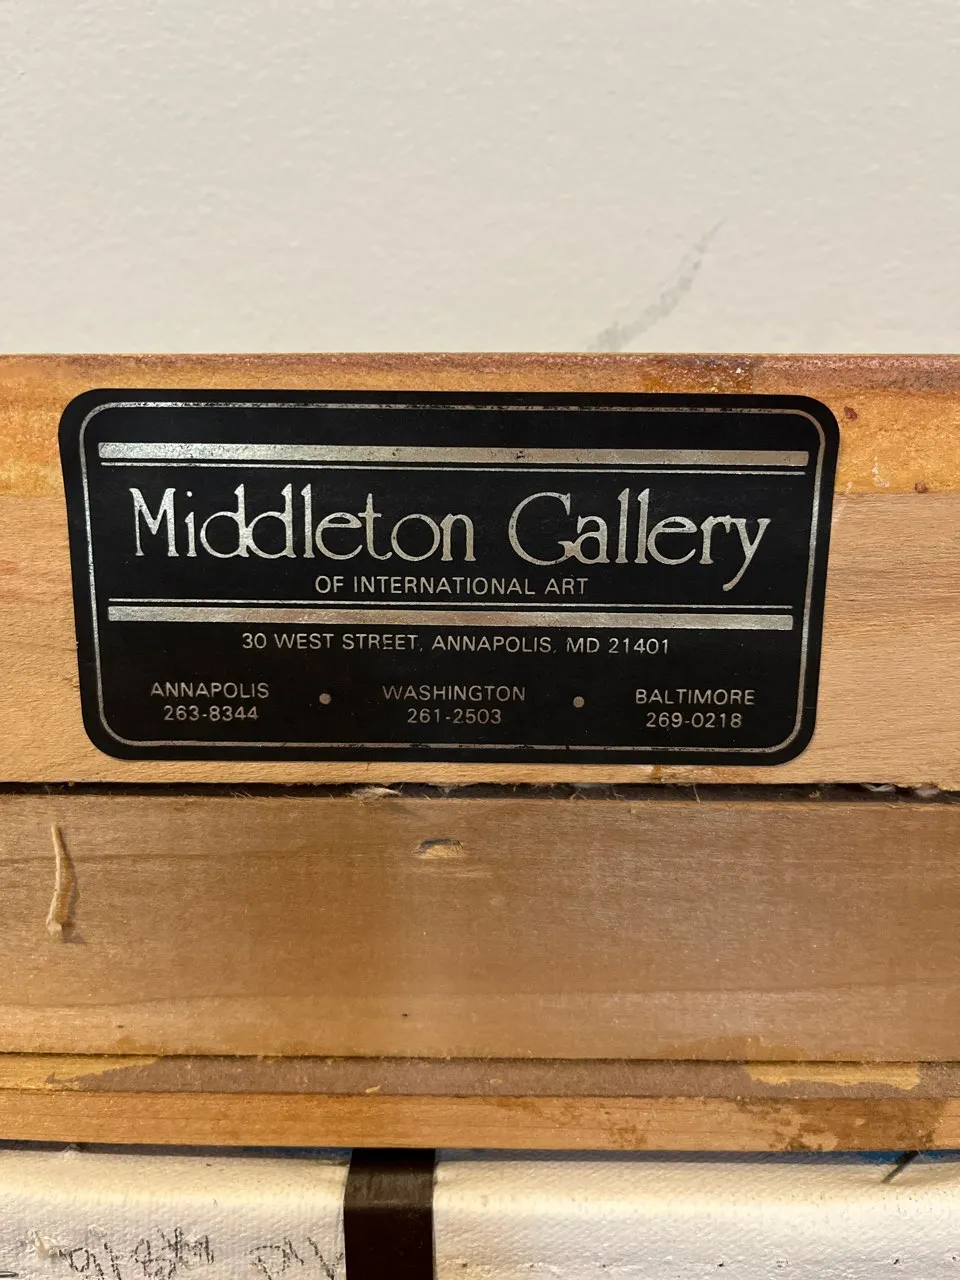 Middleton Gallery
OF INTERNATIONAL ART
30 WEST STREET, ANNAPOLIS, MD 21401
ANNAPOLIS • WASHINGTON • BALTIMORE
263-8344 261-2503 269-0218